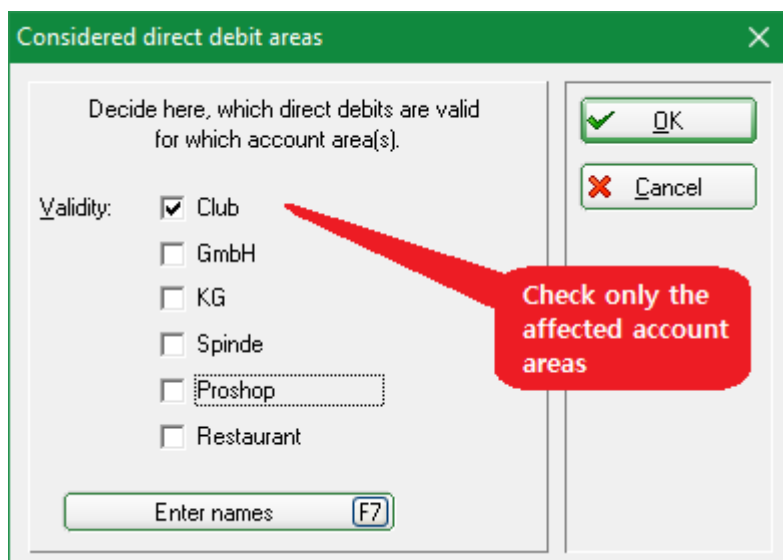 Considered direct debit areas
Decide here, which direct debits are valid
for which account area(s).
OK
Cancel
Validity:
Club
GmbH
KG
Spinde
Proshop
Restaurant
Check only the
affected account
areas
Enter names F7